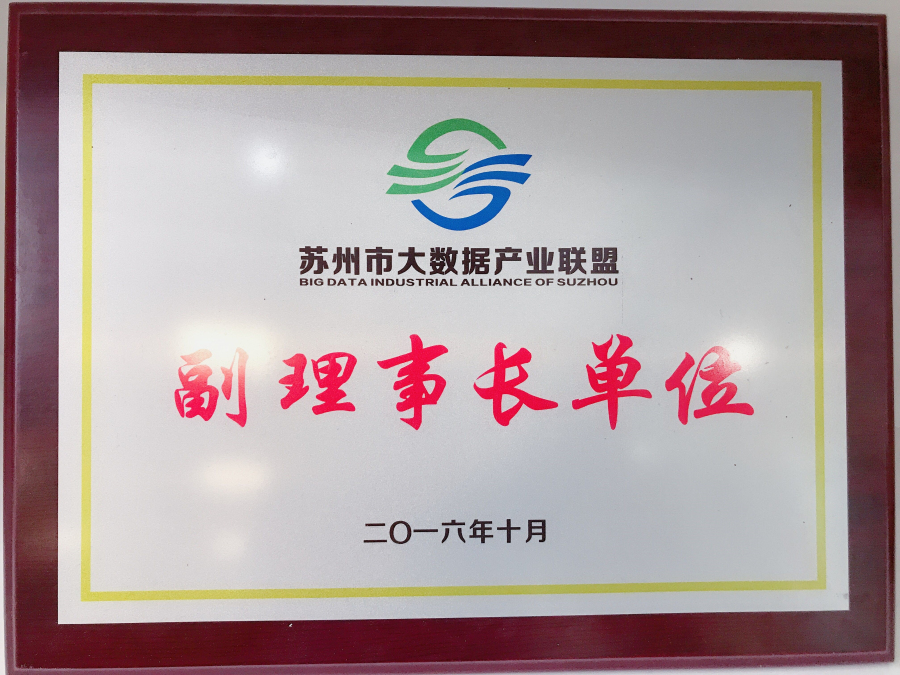 苏州市大数据产业联盟
BIG DATA INDUSTRIAL ALLIANCE OF SUZHOU
副理事长单位
二〇一六年十月